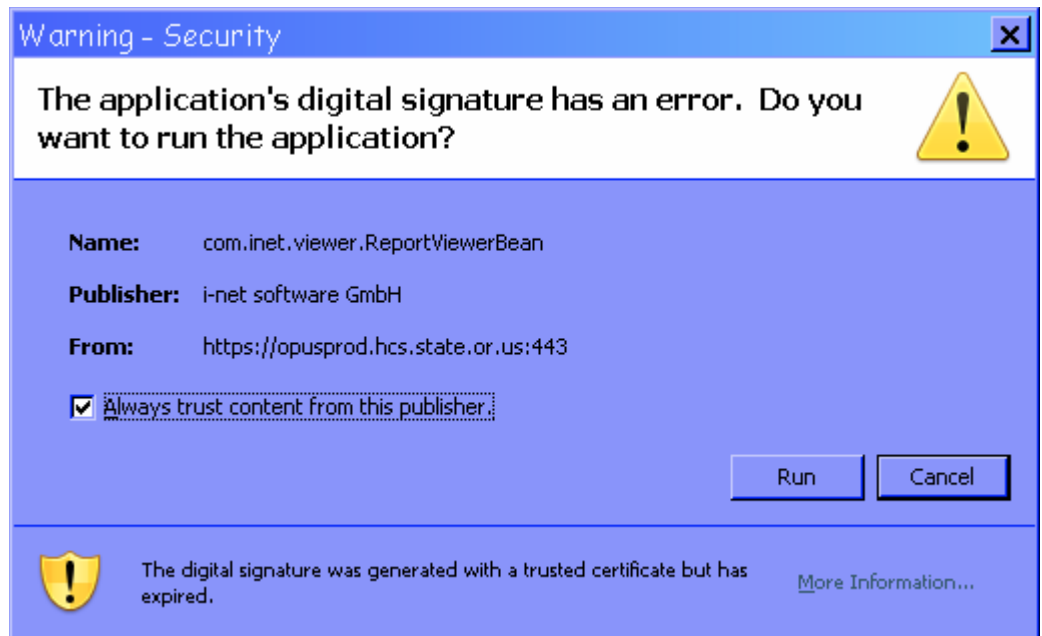 Warning - Security
The application's digital signature has an error. Do you
want to run the application?
Name: com.inet.viewer.ReportViewerBean
Publisher: i-net software GmbH
From: https://opusprod.hcs.state.or.us:443
Always trust content from this publisher.
Run Cancel
The digital signature was generated with a trusted certificate but has
expired.
More Information...